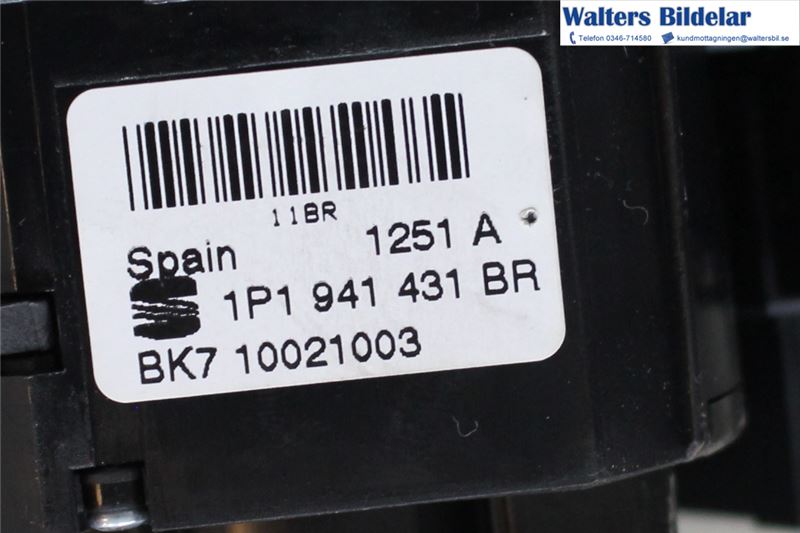 Walters Bildelar
Telefon 0346-714580 kundmottagningen@waltersbil.se
11BR
Spain 1251 A
1P1 941 431 BR
BK7 10021003